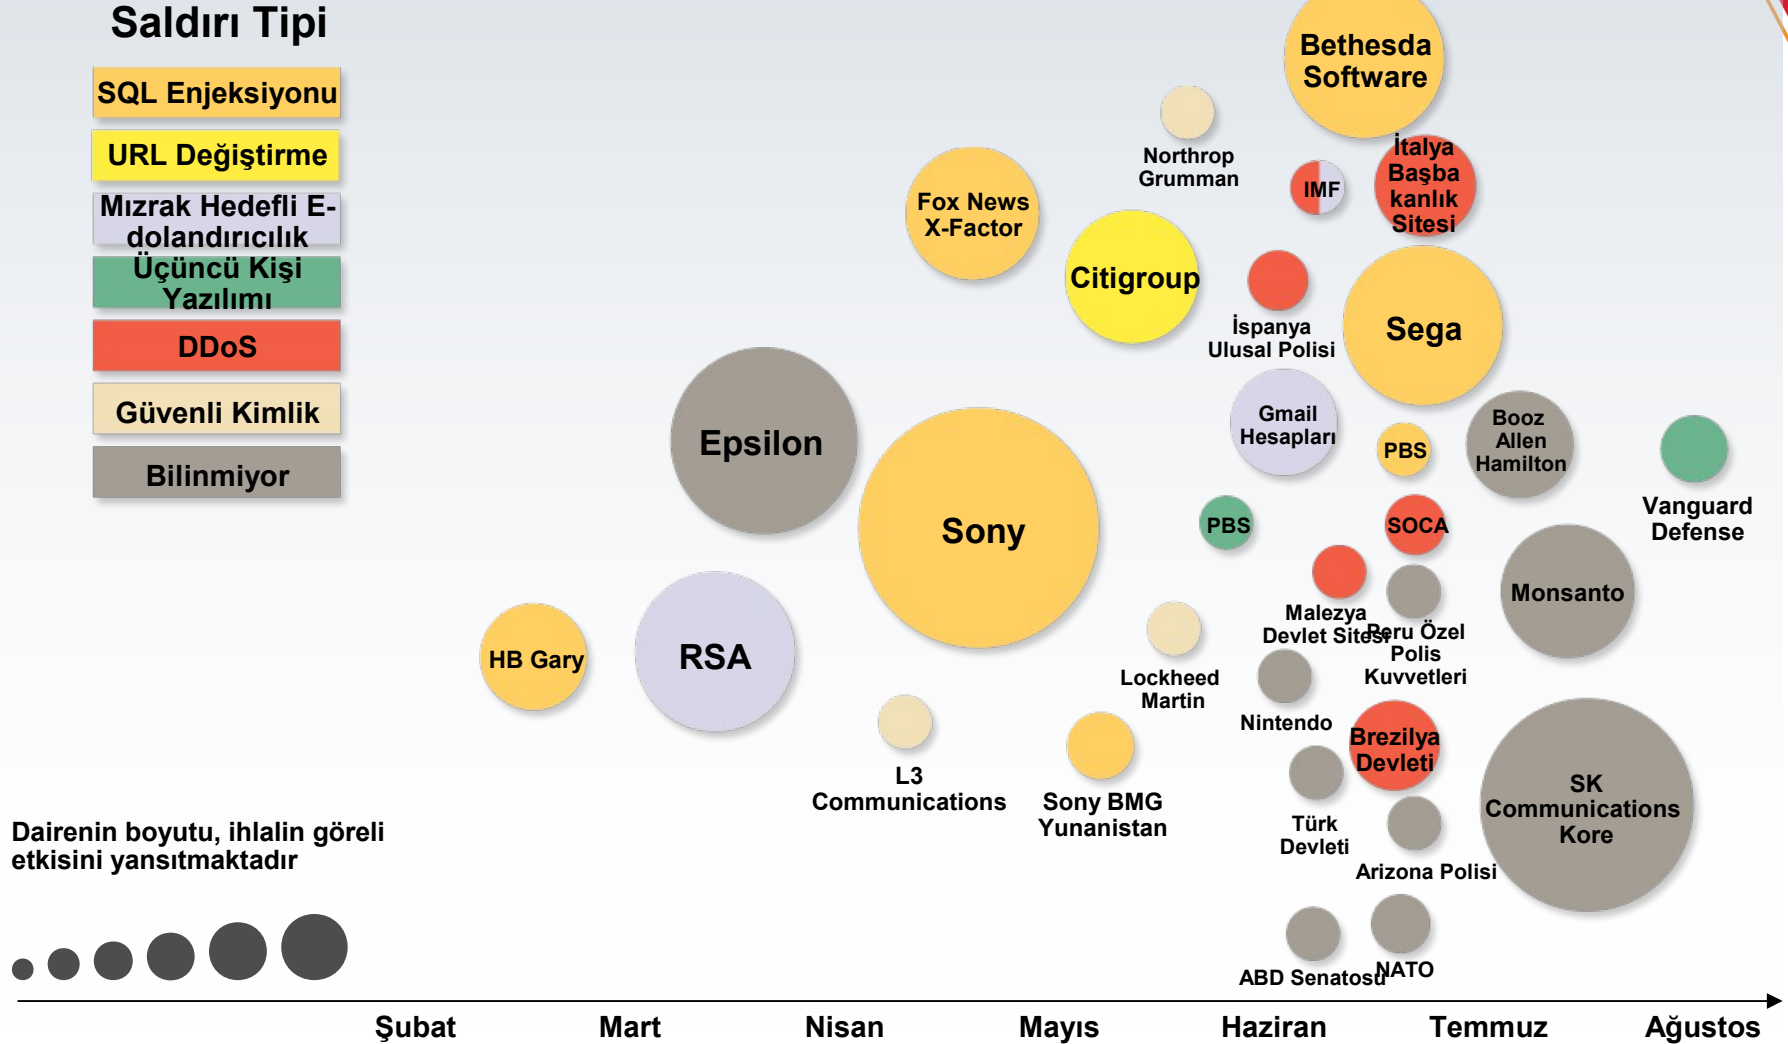 Saldırı Tipi
SQL Enjeksiyonu
URL Değiştirme
Mızrak Hedefli E-
dolandırıcılık
Üçüncü Kişi
Yazılımı
DDoS
Güvenli Kimlik
Bilinmiyor
Bethesda
Software
Northrop
Grumman
IMF
İtalya
Başba
kanlık
Sitesi
Fox News
X-Factor
Citigroup
İspanya
Ulusal Polisi
Sega
Epsilon
Gmail
Hesapları
PBS
Booz
Allen
Hamilton
Vanguard
Defense
Sony
PBS
SOCA
Monsanto
Malezya
Devlet Sitesi
Peru Özel
Polis
Kuvvetleri
HB Gary
RSA
Lockheed
Martin
Nintendo
L3
Communications
Sony BMG
Yunanistan
Brezilya
Devleti
Türk
Devleti
Arizona Polisi
SK
Communications
Kore
ABD Senatosu
NATO
Dairenin boyutu, ihlalin göreli
etkisini yansıtmaktadır
Şubat
Mart
Nisan
Mayıs
Haziran
Temmuz
Ağustos